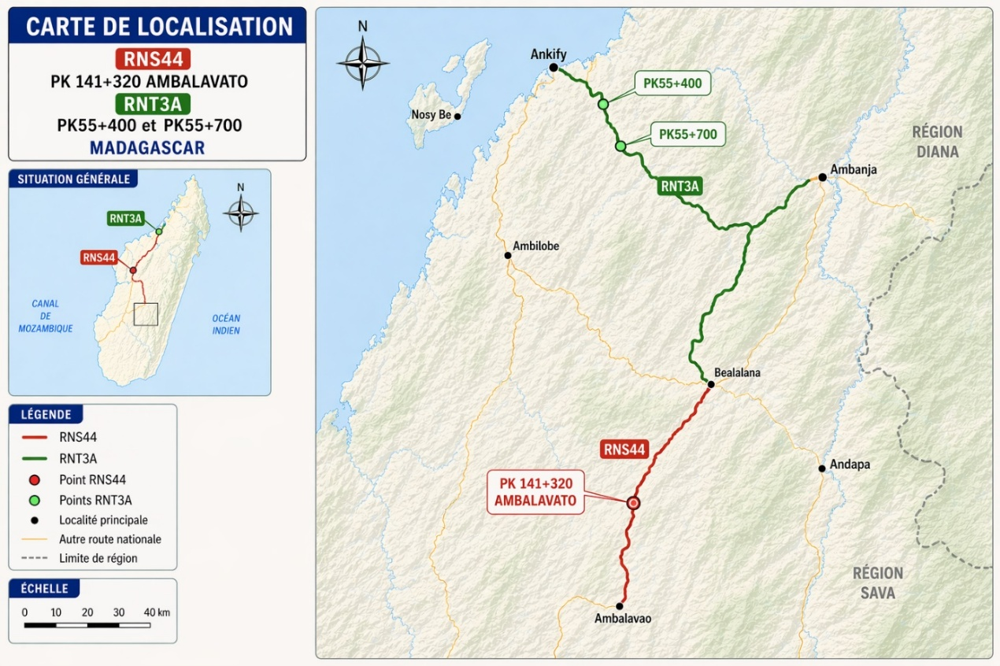 CARTE DE LOCALISATION
RNS44
PK 141+320 AMBALAVATO
RNT3A
PK55+400 et PK55+700
MADAGASCAR
SITUATION GÉNÉRALE
N
RNT3A
RNS44
CANAL
DE
MOZAMBIQUE
OCÉAN
INDIEN
LÉGENDE
RNS44
RNT3A
Point RNS44
Points RNT3A
Localité principale
Autre route nationale
Limite de région
ÉCHELLE
0 10 20 30 40 km
N
Ankify
PK55+400
Nosy Be
PK55+700
RÉGION
DIANA
Ambanja
RNT3A
Ambilobe
Bealalana
RNS44
Andapa
PK 141+320
AMBALAVATO
RÉGION
SAVA
Ambalavao